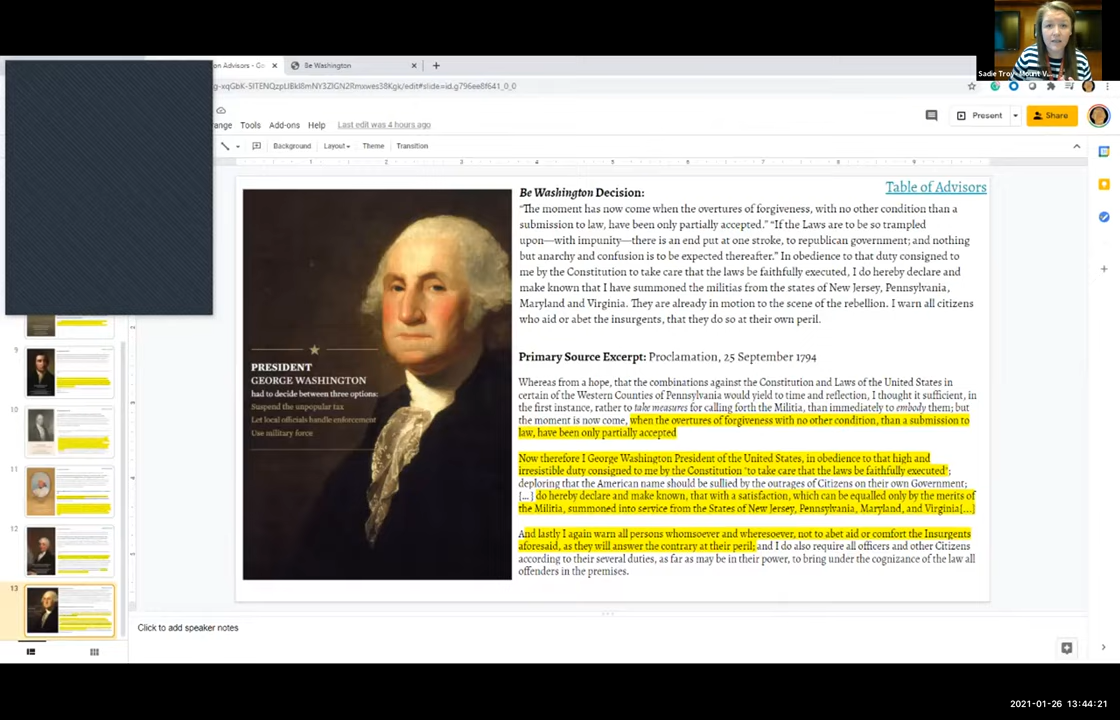 Sadie Troy- Mount V...
on Advisors - Go
Be Washington
g-xqGbK-
Tools Add-ons Help Last edit was 4 hours ago
Present
Share
Background Layout Theme Transition
1 2 3 4 5 6 7 8 9
Table of Advisors
Be Washington Decision:
"The moment has now come when the overtures of forgiveness, with no other condition than a
submission to law, have been only partially accepted." "If the Laws are to be so trampled
upon—with impunity—there is an end put at one stroke, to republican government; and nothing
but anarchy and confusion is to be expected thereafter." In obedience to that duty consigned to
me by the Constitution to take care that the laws be faithfully executed, I do hereby declare and
make known that I have summoned the militias from the states of New Jersey, Pennsylvania,
Maryland and Virginia. They are already in motion to the scene of the rebellion. I warn all citizens
who aid or abet the insurgents, that they do so at their own peril.
PRESIDENT
GEORGE WASHINGTON
had to decide between three options:
Suspend the unpopular tax
Let local officials handle enforcement
Use military force
Primary Source Excerpt: Proclamation, 25 September 1794
Whereas from a hope, that the combinations against the Constitution and Laws of the United States in
certain of the Western Counties of Pennsylvania would yield to time and reflection, I thought it sufficient, in
the first instance, rather to take measures for calling forth the Militia, than immediately to embody them; but
the moment is now come, when the overtures of forgiveness with no other condition, than a submission to
law, have been only partially accepted
Now therefore I George Washington President of the United States, in obedience to that high and
irresistible duty consigned to me by the Constitution "to take care that the laws be faithfully executed";
deploring that the American name should be sullied by the outrages of Citizens on their own Government;
[...] do hereby declare and make known, that with a satisfaction, which can be equalled only by the merits of
the Militia, summoned into service from the States of New Jersey, Pennsylvania, Maryland, and Virginia[...]
And lastly I again warn all persons whomsoever and wheresoever, not to abet aid or comfort the Insurgents
aforesaid, as they will answer the contrary at their peril; and I do also require all officers and other Citizens
according to their several duties, as far as may be in their power, to bring under the cognizance of the law all
offenders in the premises.
9
10
11
12
13
Click to add speaker notes
2021-01-26 13:44:21